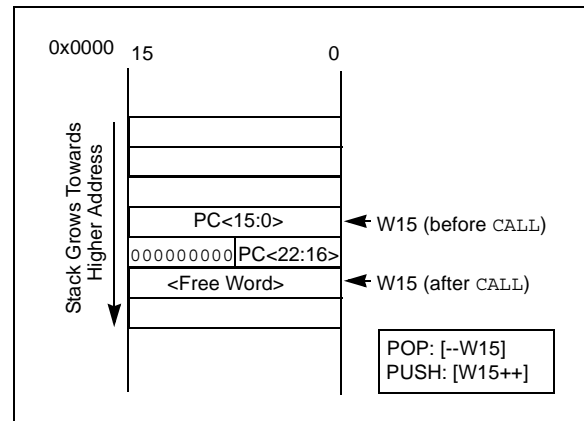 0x0000 15 0
Stack Grows Towards
Higher Address
PC<15:0> W15 (before CALL)
000000000 PC<22:16>
<Free Word> W15 (after CALL)
POP: [--W15]
PUSH: [W15++]